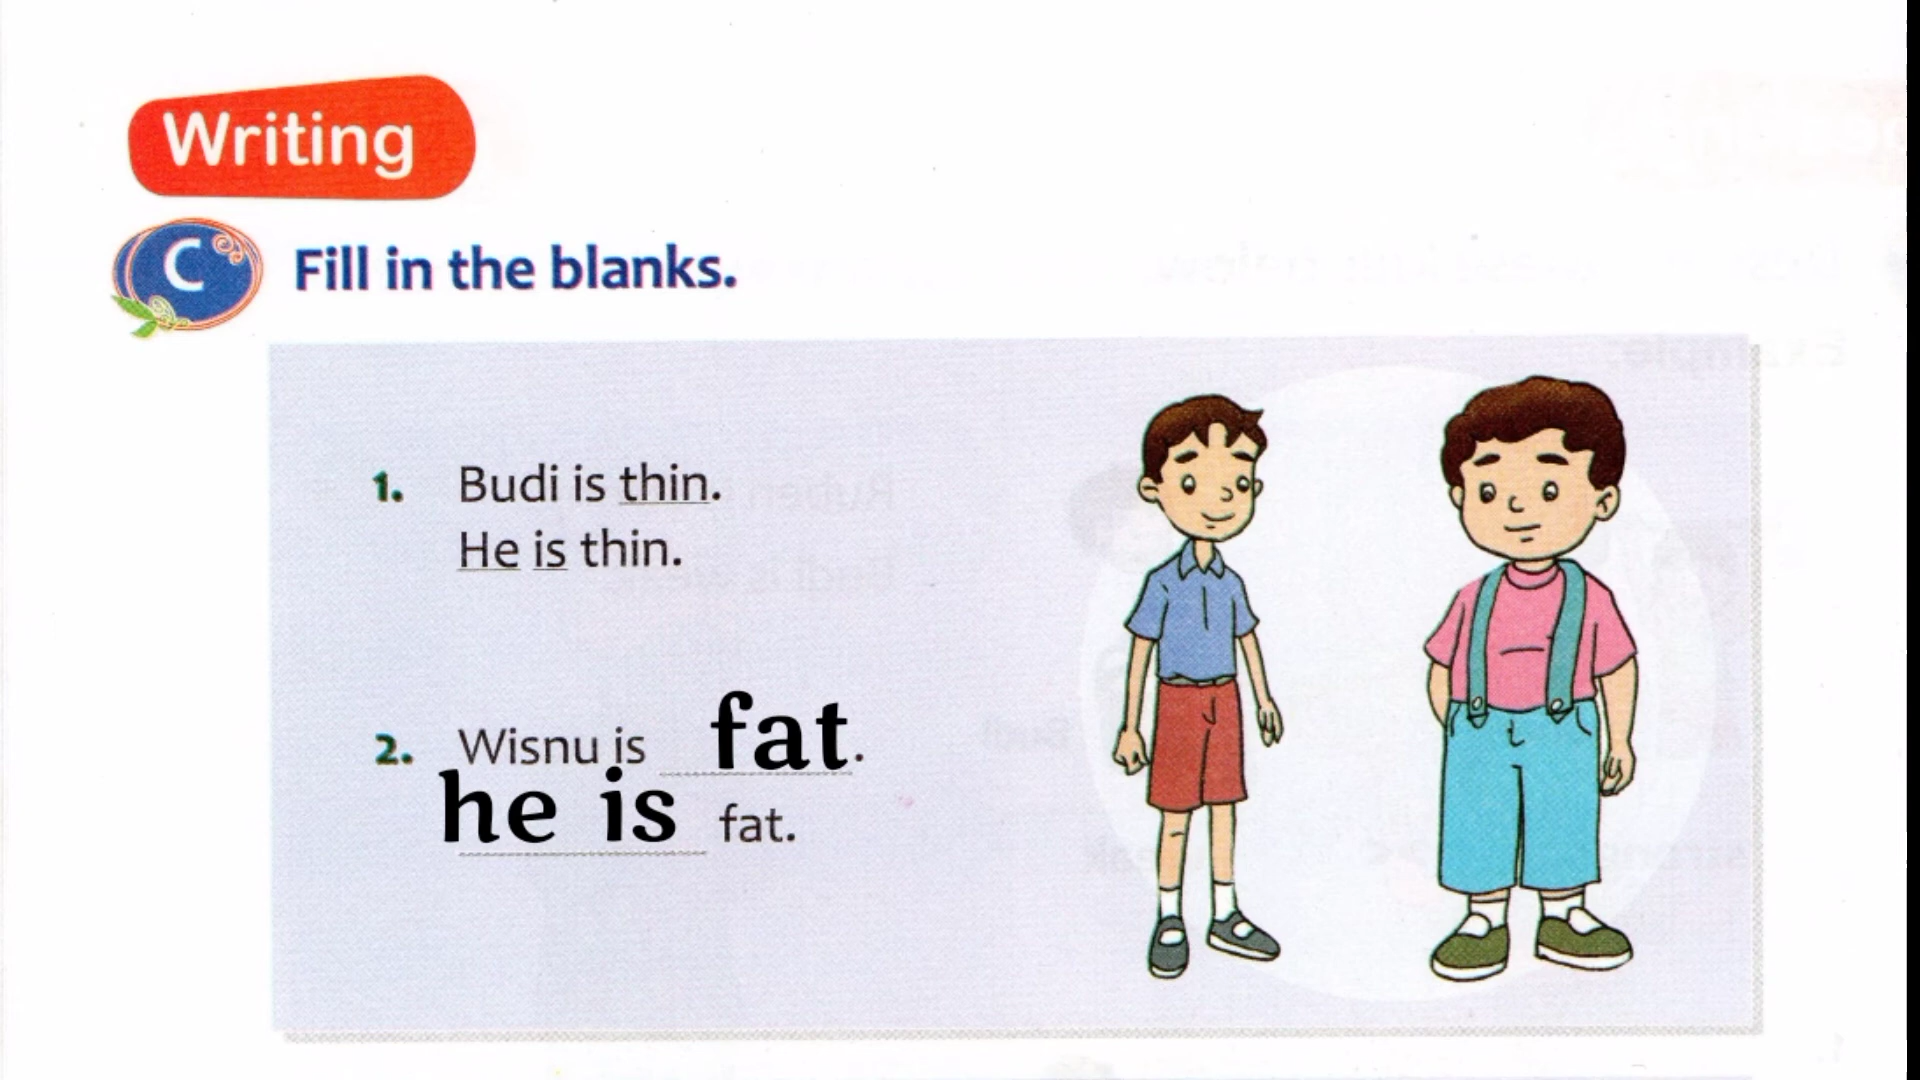 Writing
C Fill in the blanks.
1. Budi is thin.
He is thin.
2. Wisnu is fat.
he is fat.